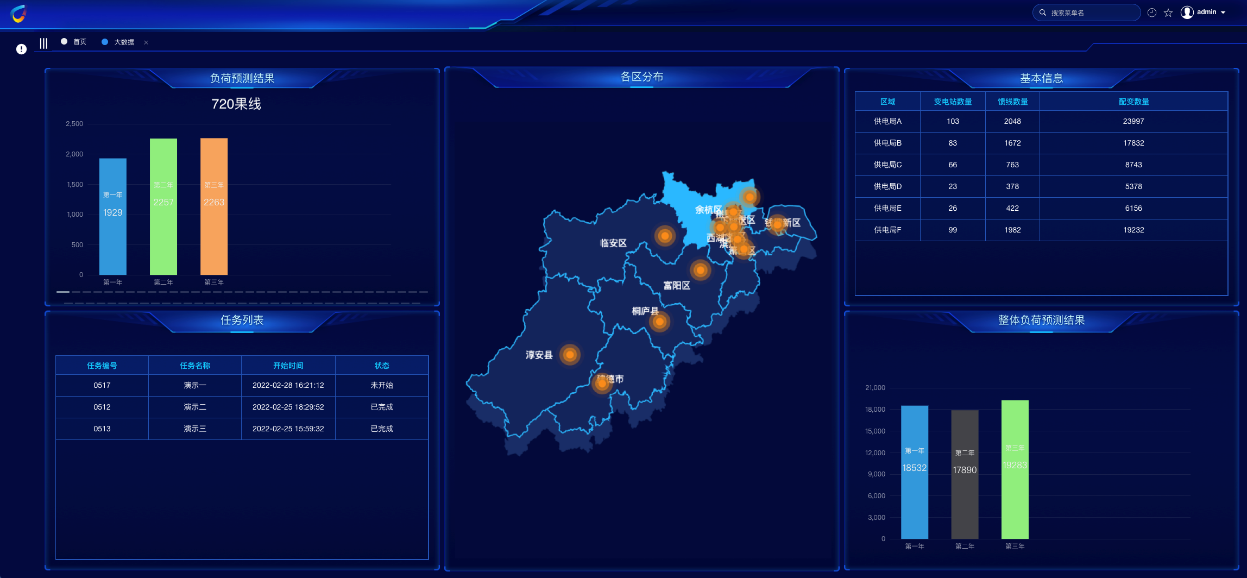 搜索菜单名
admin
首页
大数据
负荷预测结果
720果线
2,500
2,000
1,500
1,000
500
0
第一年
1929
第二年
2257
第三年
2263
第一年 第二年 第三年
任务列表
任务编号 任务名称 开始时间 状态
0517 演示一 2022-02-28 16:21:12 未开始
0512 演示二 2022-02-25 18:29:52 已完成
0513 演示三 2022-02-25 15:59:32 已完成
各区分布
余杭区
临安区
富阳区
桐庐县
淳安县
德市
西湖
新区
基本信息
区域 变电站数量 馈线数量 配变数量
供电局A 103 2048 23997
供电局B 83 1672 17832
供电局C 66 763 8743
供电局D 23 378 5378
供电局E 26 422 6156
供电局F 99 1982 19232
整体负荷预测结果
21,000
18,000
15,000
12,000
9,000
6,000
3,000
0
第一年
18532
第二年
17890
第三年
19283
第一年 第二年 第三年